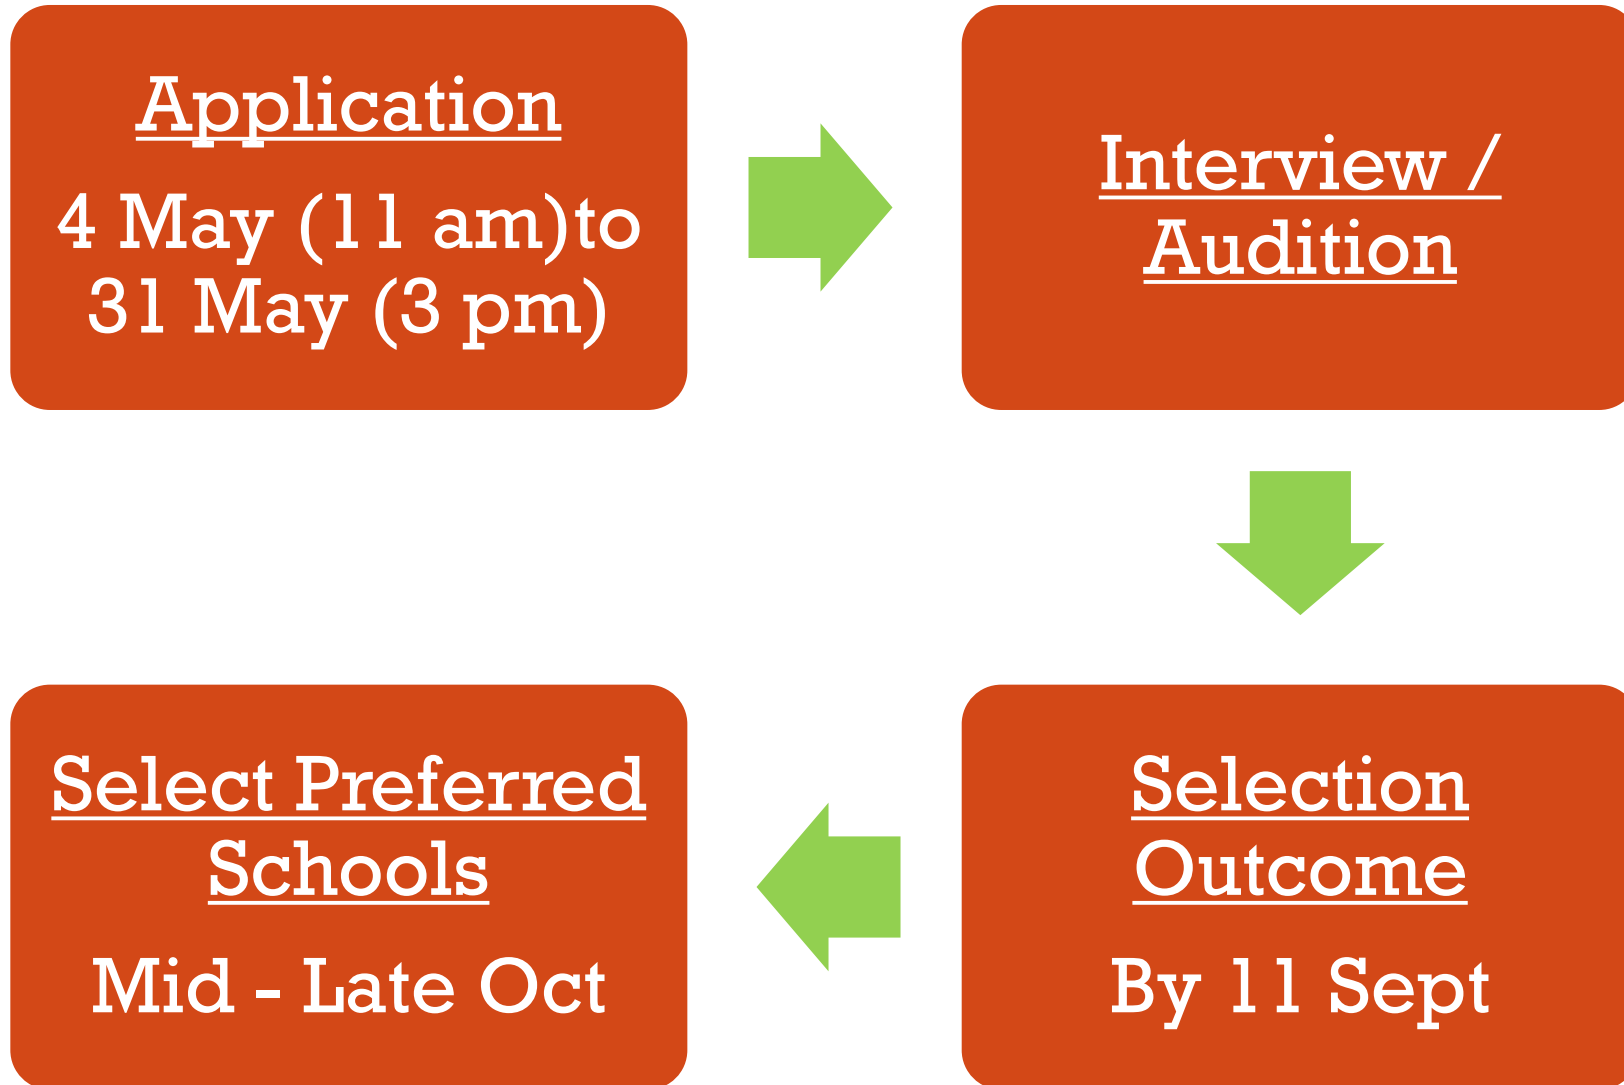 Application
4 May (11 am)to
31 May (3 pm)
Interview /
Audition
Selection
Outcome
By 11 Sept
Select Preferred
Schools
Mid - Late Oct